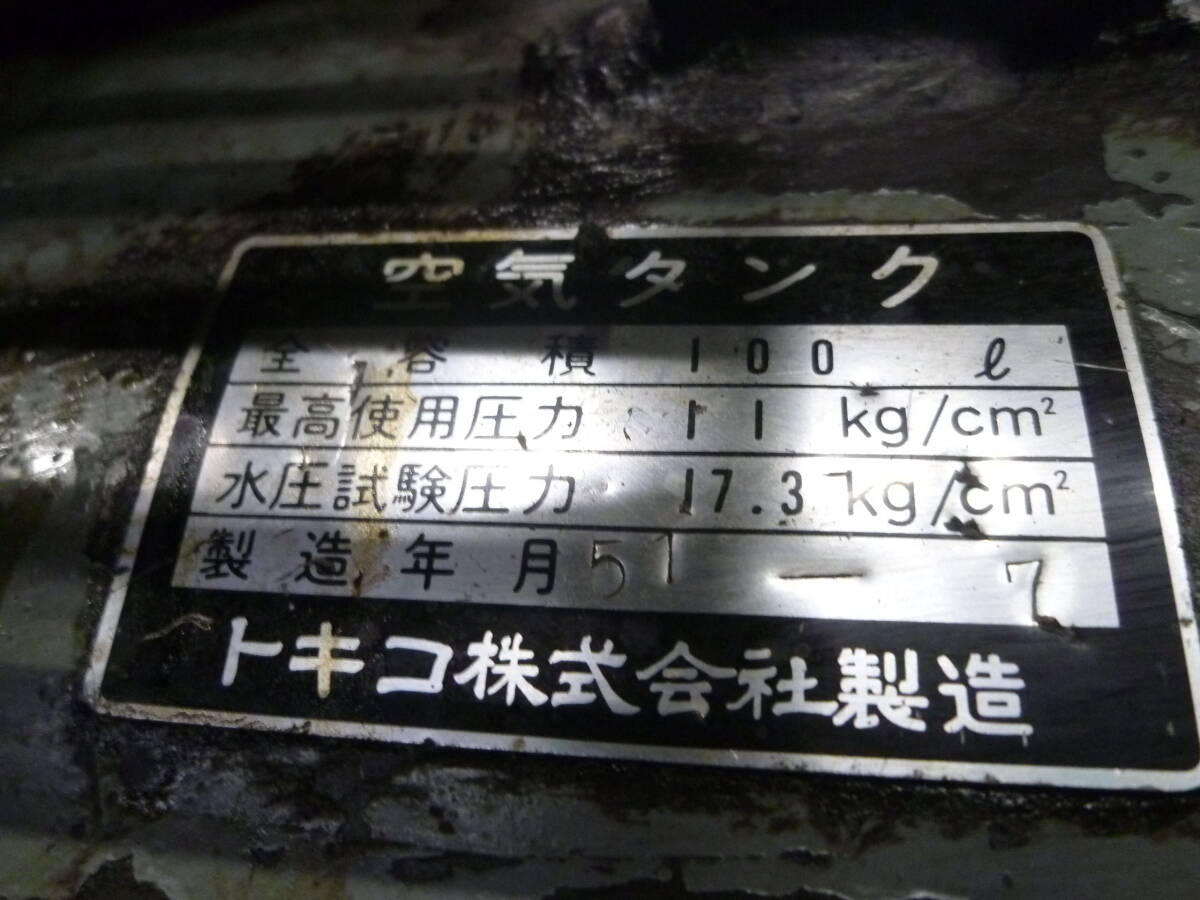 空気タンク
全容積 100 ℓ
最高使用圧力 11 kg/cm²
水圧試験圧力 17.3 kg/cm²
製造年月 51 — 7
トキコ株式会社製造